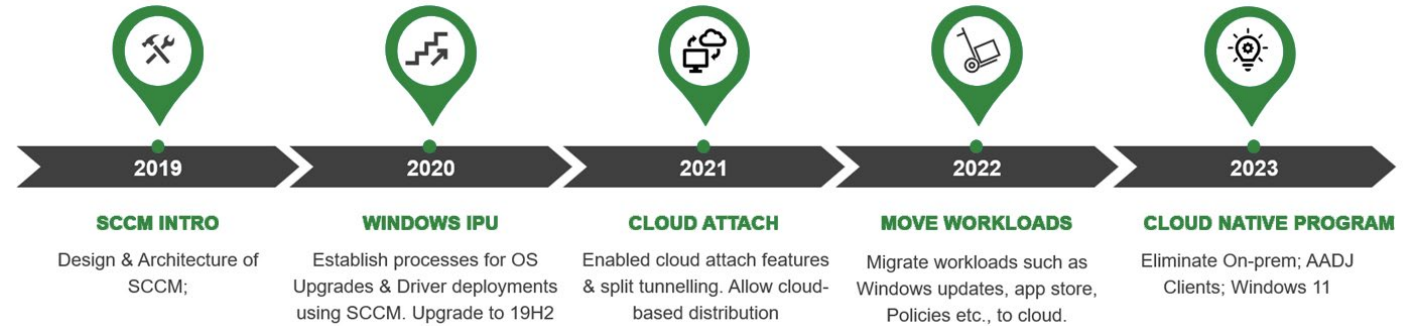 2019
SCCM INTRO
Design & Architecture of
SCCM;
2020
WINDOWS IPU
Establish processes for OS
Upgrades & Driver deployments
using SCCM. Upgrade to 19H2
2021
CLOUD ATTACH
Enabled cloud attach features
& split tunnelling. Allow cloud-
based distribution
2022
MOVE WORKLOADS
Migrate workloads such as
Windows updates, app store,
Policies etc., to cloud.
2023
CLOUD NATIVE PROGRAM
Eliminate On-prem; AADJ
Clients; Windows 11